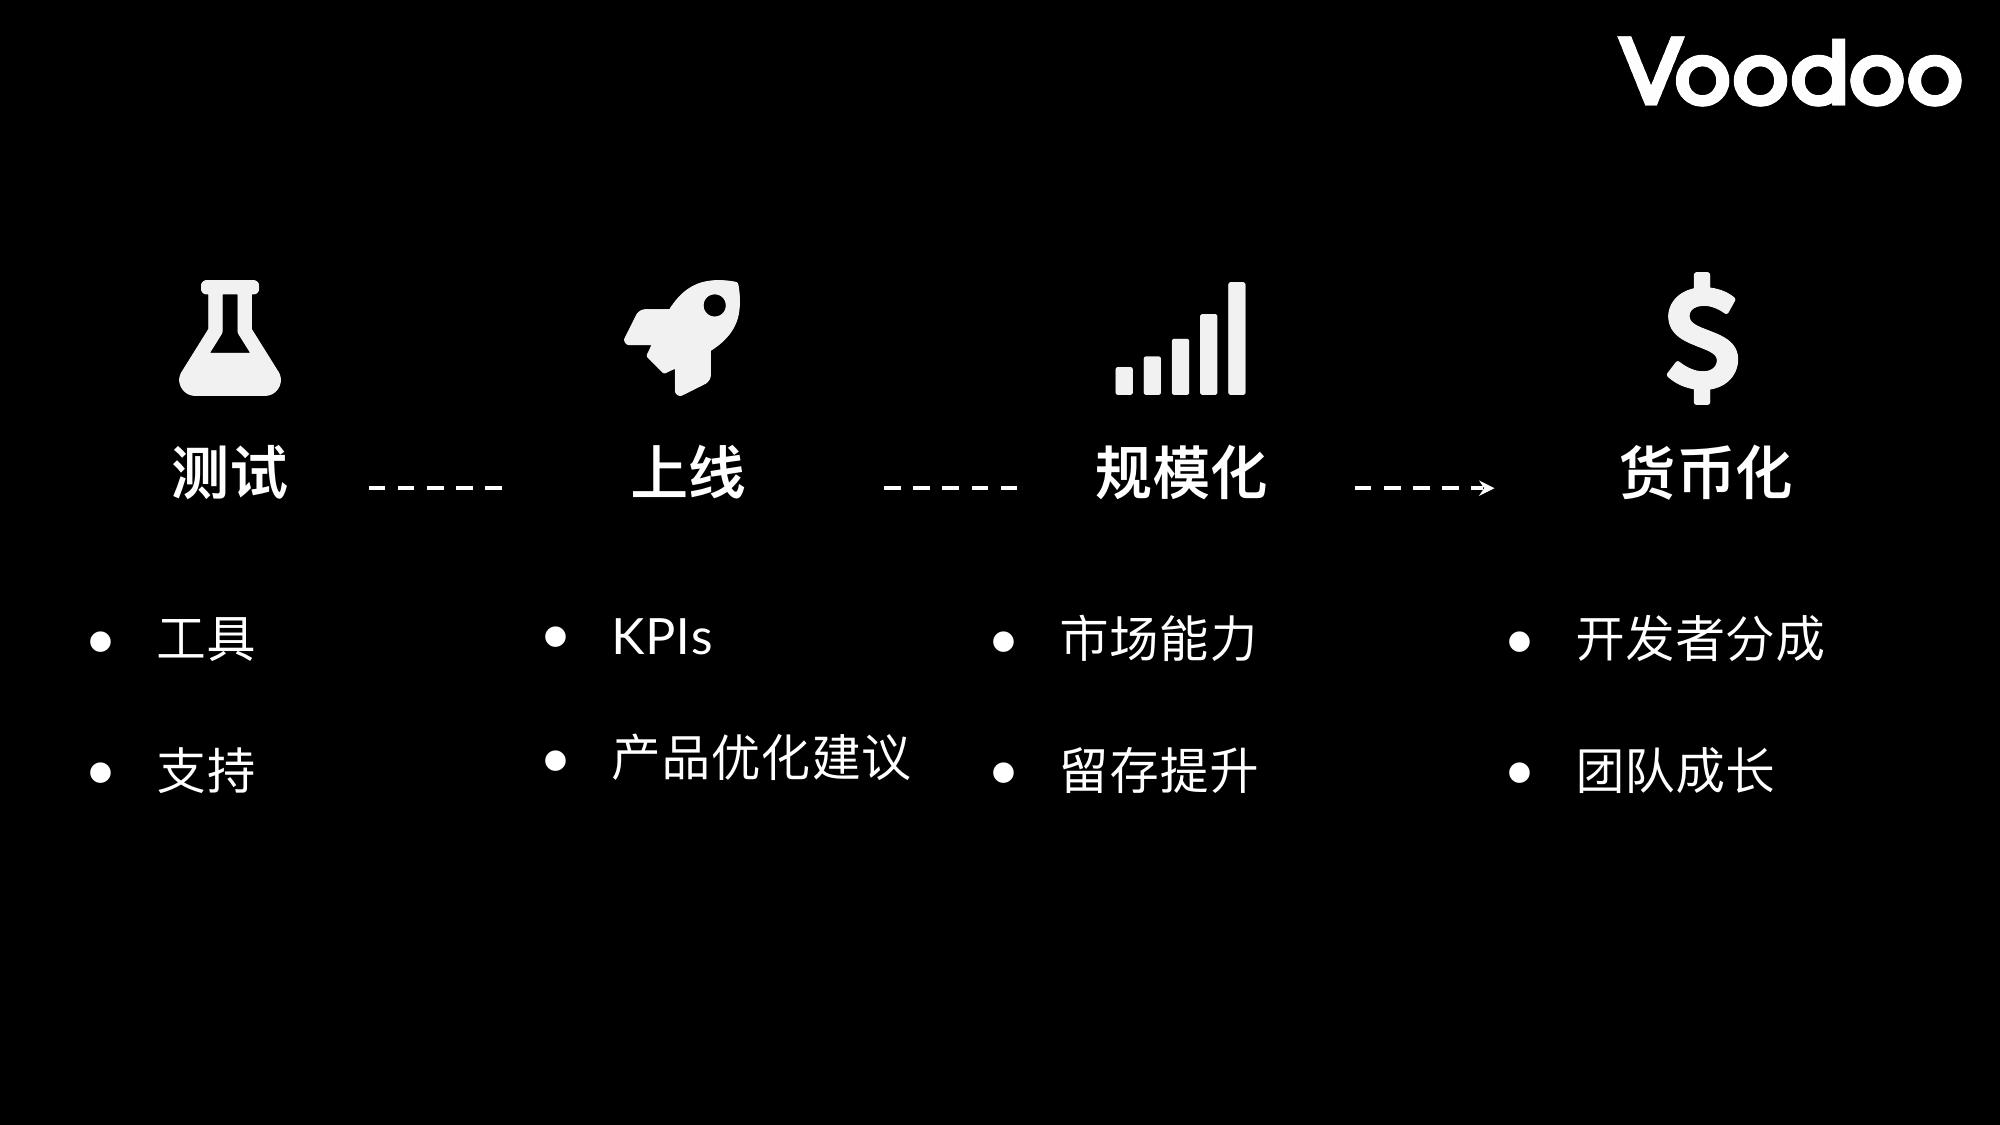 Voodoo
测试
上线
规模化
货币化
● 工具
● 支持
● KPIs
● 产品优化建议
● 市场能力
● 留存提升
● 开发者分成
● 团队成长